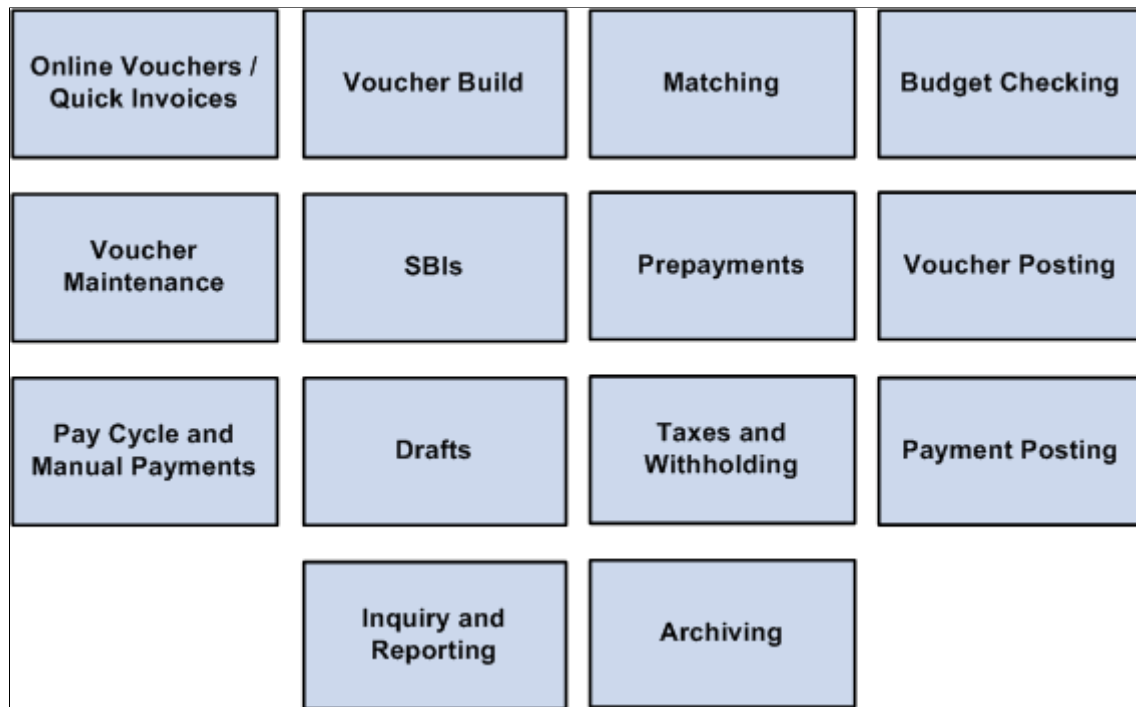 Online Vouchers /
Quick Invoices
Voucher Build
Matching
Budget Checking
Voucher
Maintenance
SBIs
Prepayments
Voucher Posting
Pay Cycle and
Manual Payments
Drafts
Taxes and
Withholding
Payment Posting
Inquiry and
Reporting
Archiving